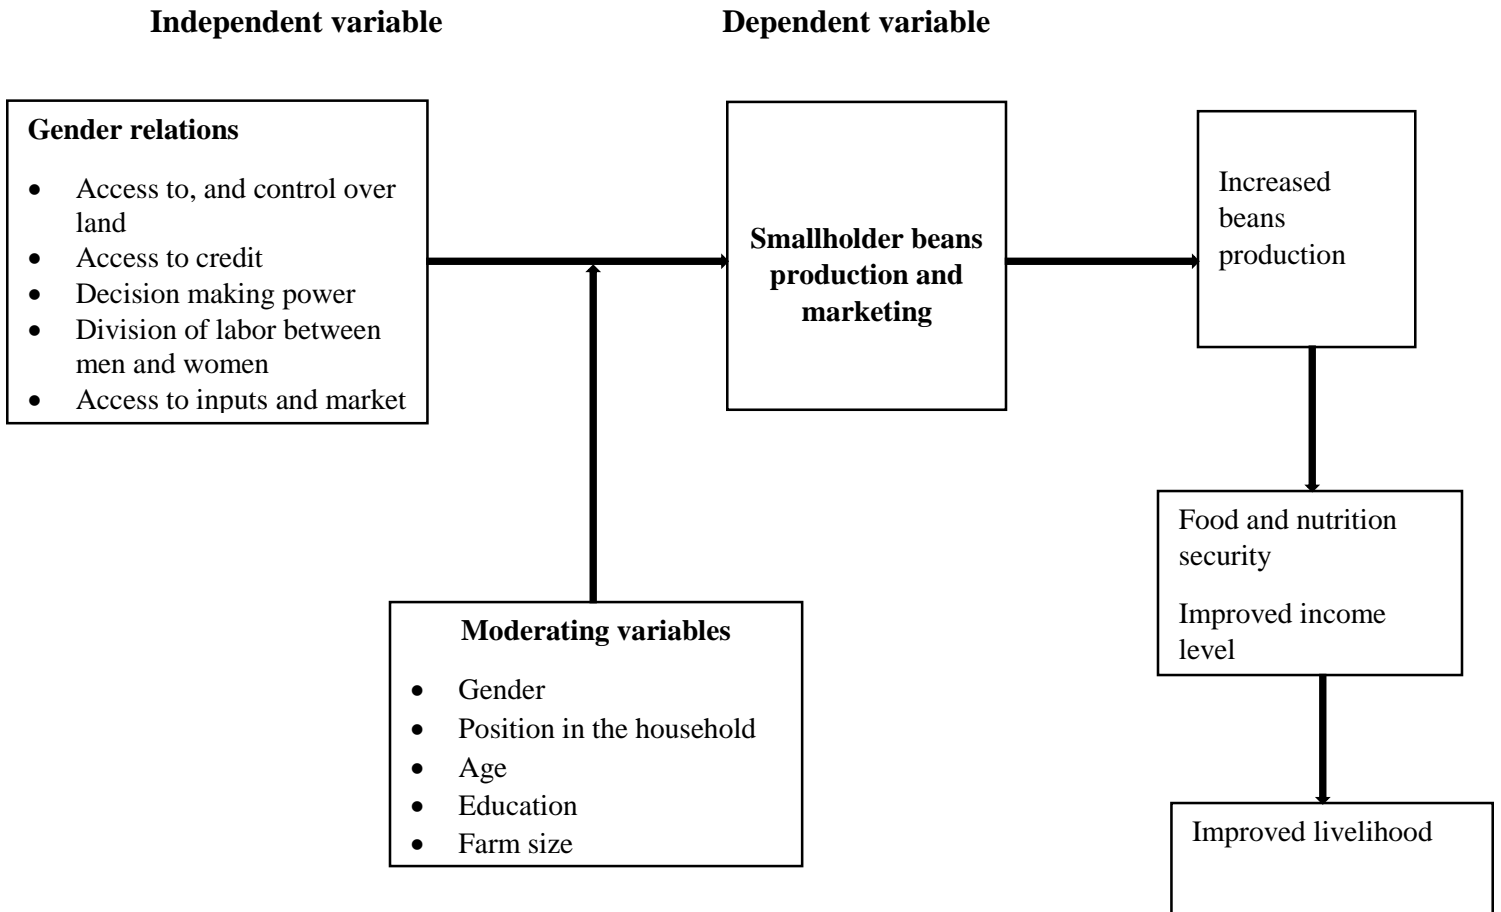 Independent variable
Dependent variable
Gender relations
• Access to, and control over
land
• Access to credit
• Decision making power
• Division of labor between
men and women
• Access to inputs and market
Smallholder beans
production and
marketing
Increased
beans
production
Moderating variables
• Gender
• Position in the household
• Age
• Education
• Farm size
Food and nutrition
security
Improved income
level
Improved livelihood